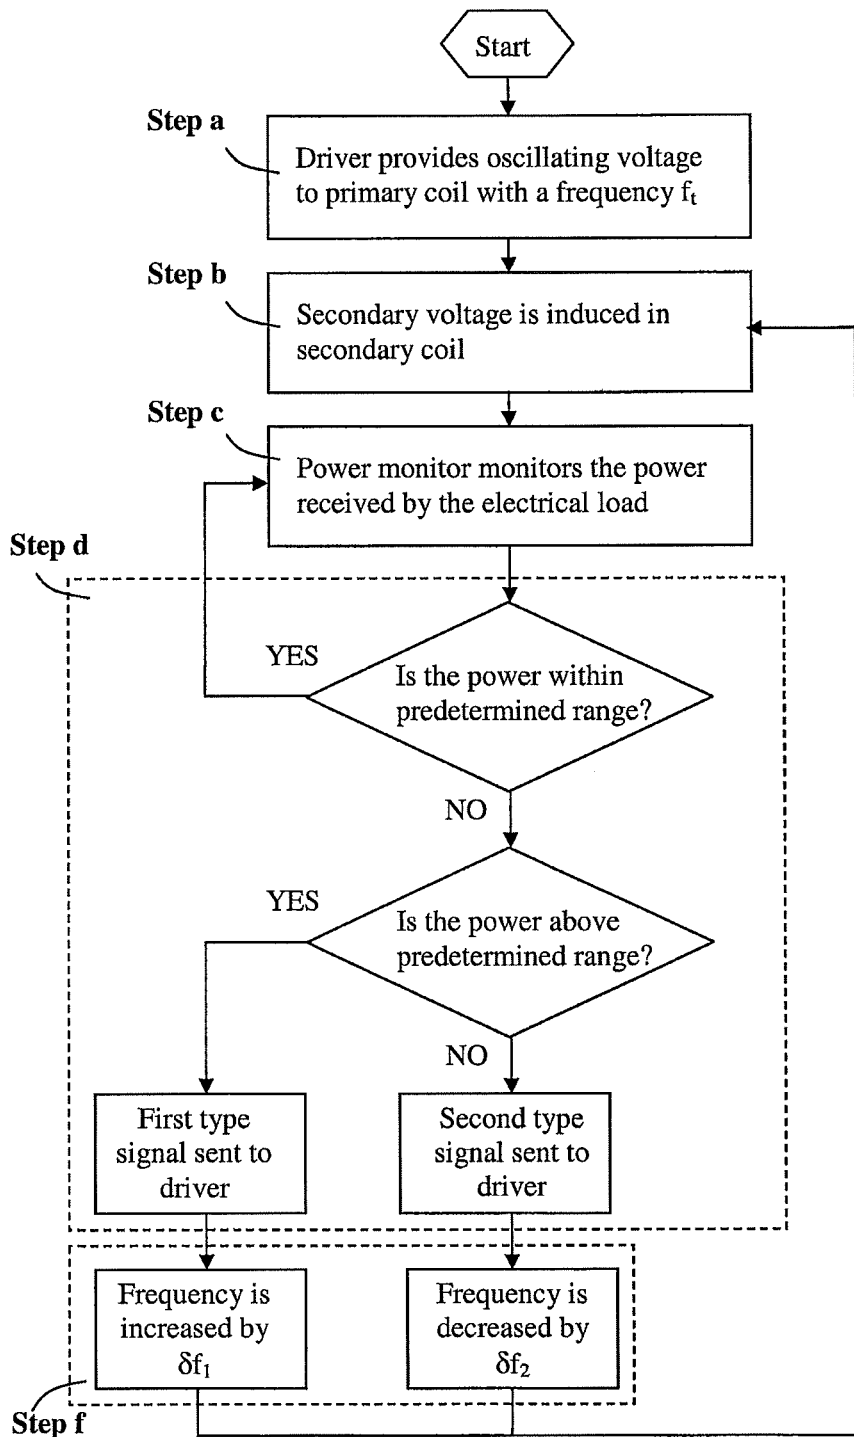 Start
Step a
Driver provides oscillating voltage
to primary coil with a frequency fₜ
Step b
Secondary voltage is induced in
secondary coil
Step c
Power monitor monitors the power
received by the electrical load
Step d
YES
Is the power within
predetermined range?
NO
YES
Is the power above
predetermined range?
NO
First type
signal sent to
driver
Second type
signal sent to
driver
Frequency is
increased by
δf₁
Frequency is
decreased by
δf₂
Step f